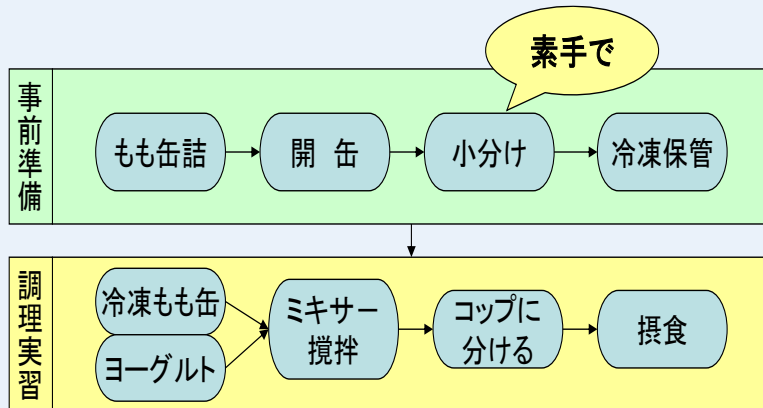 素手で
事前準備
もも缶詰
開 缶
小分け
冷凍保管
調理実習
冷凍もも缶
ヨーグルト
ミキサー
撹拌
コップに
分ける
摂食